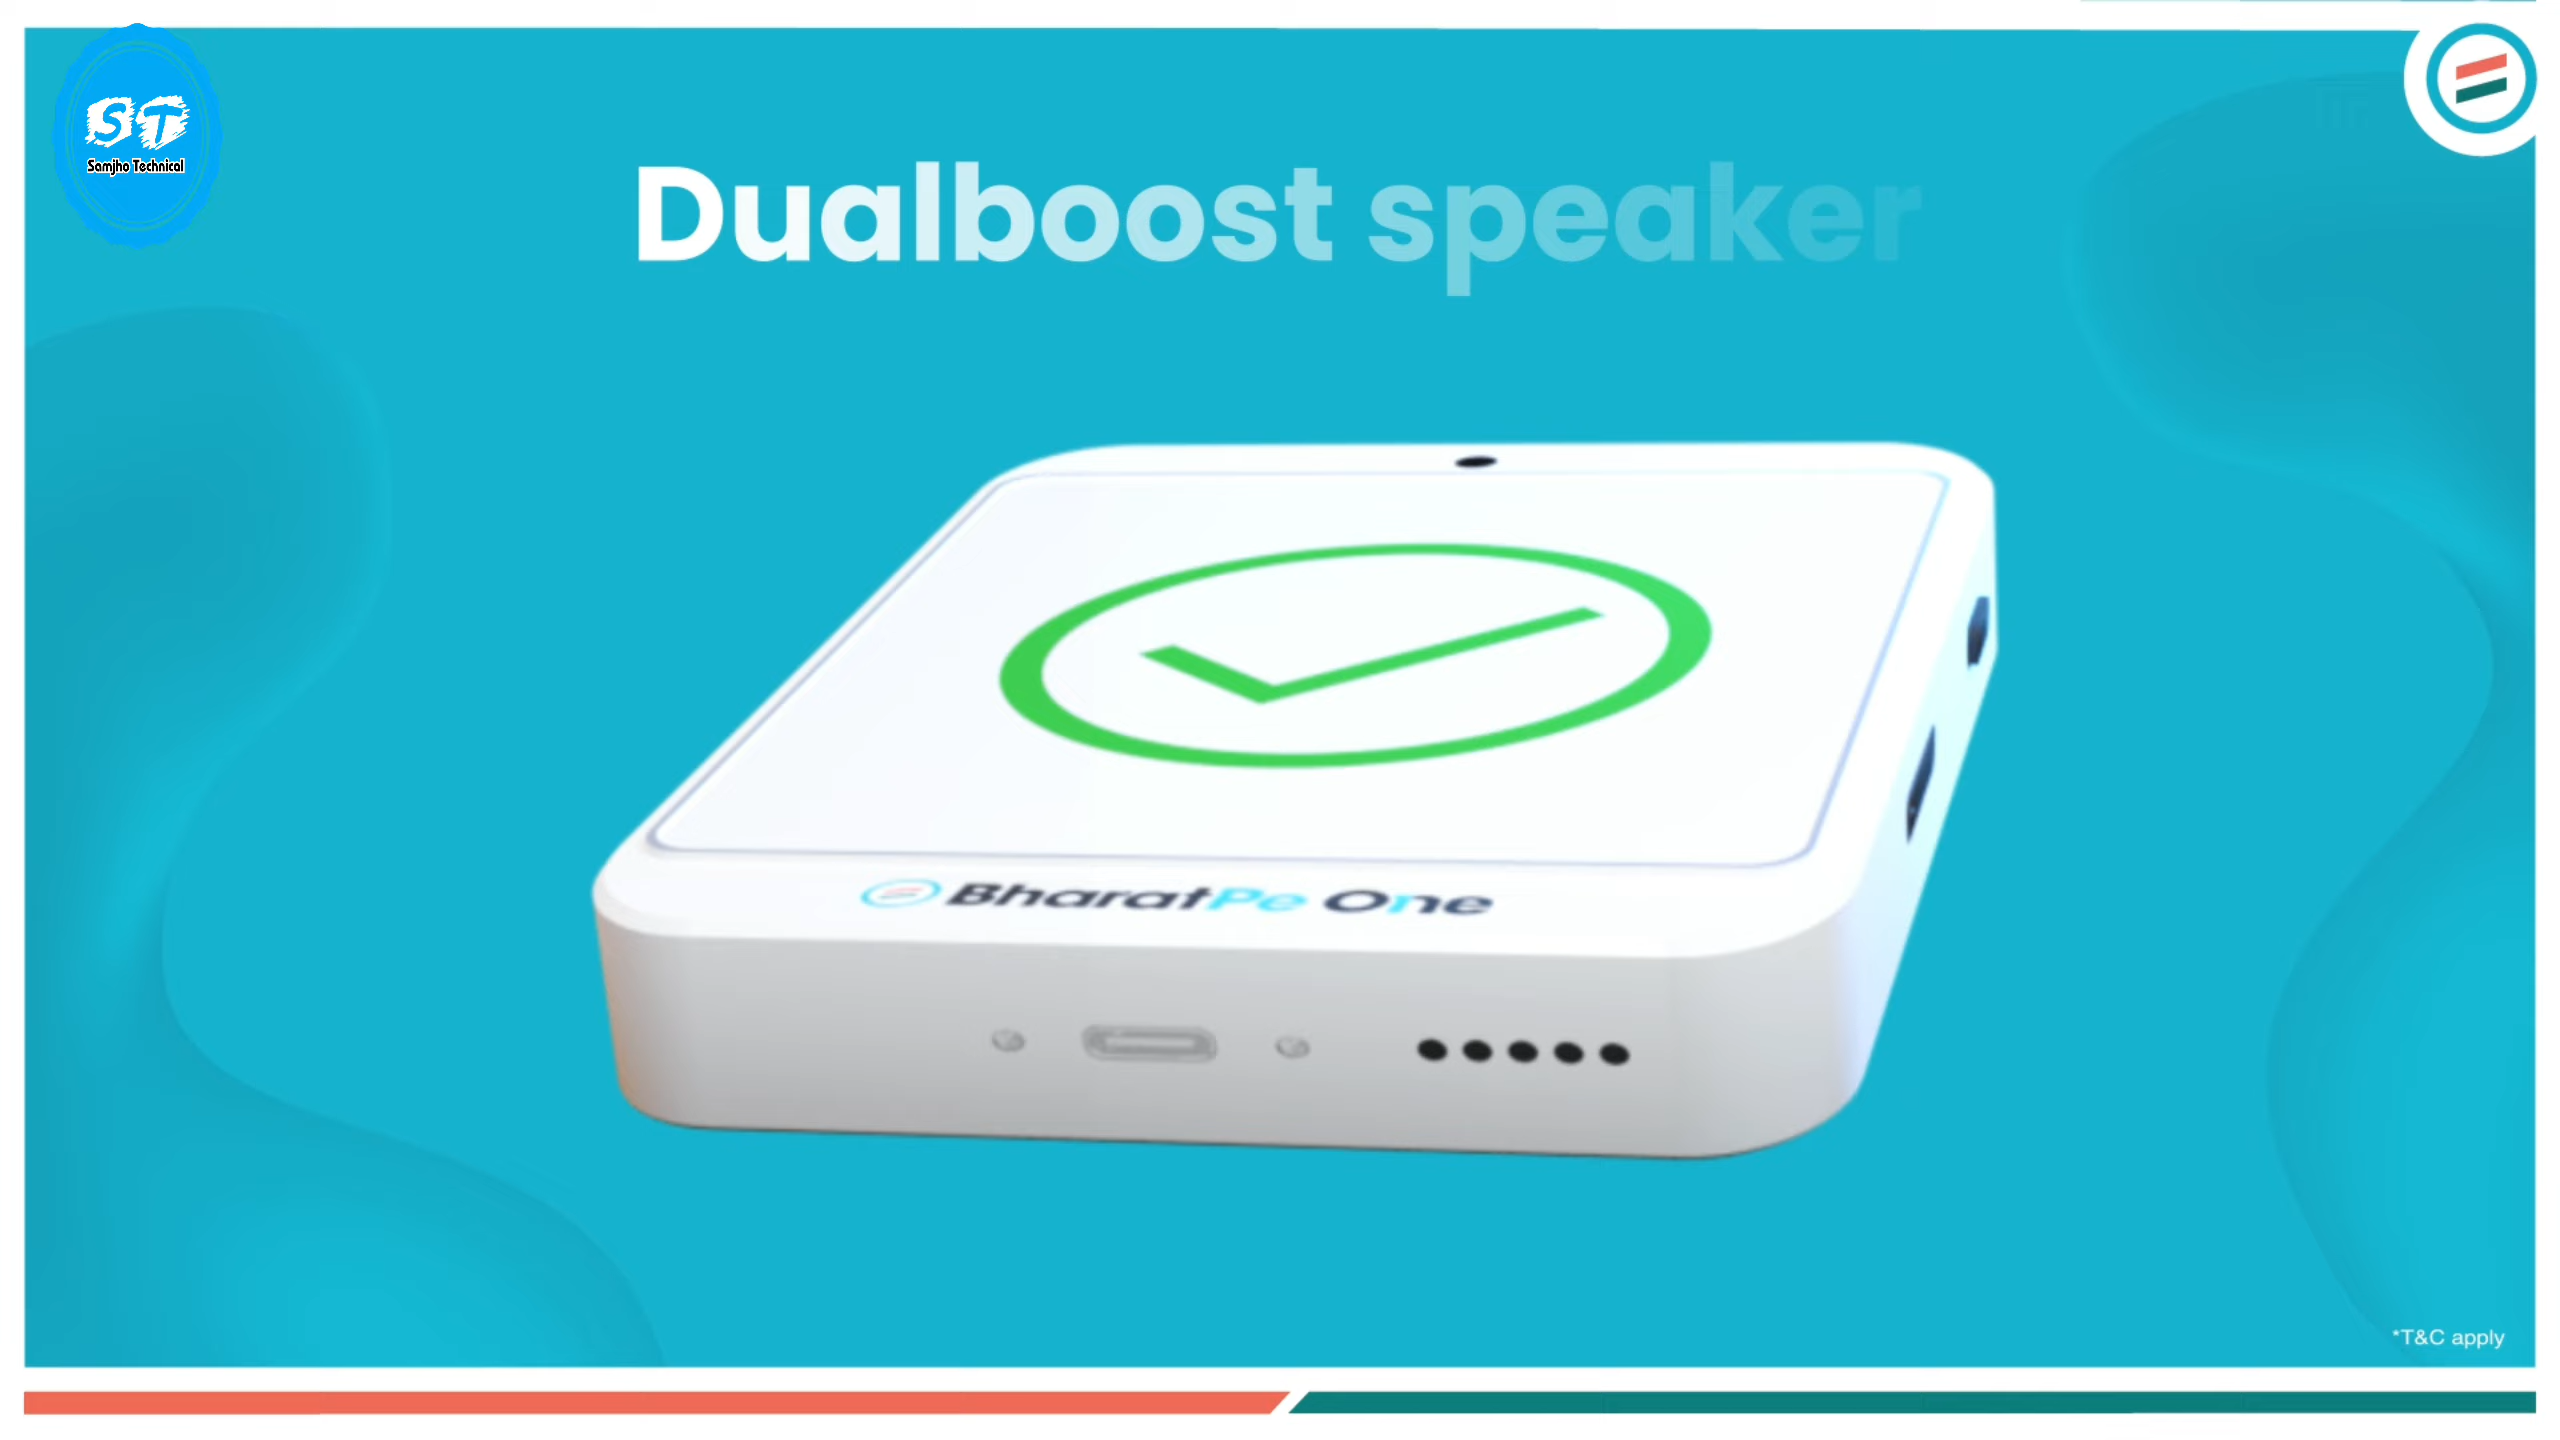 ST
Samjho Technical
Dualboost speaker
BharatPe One
*T&C apply